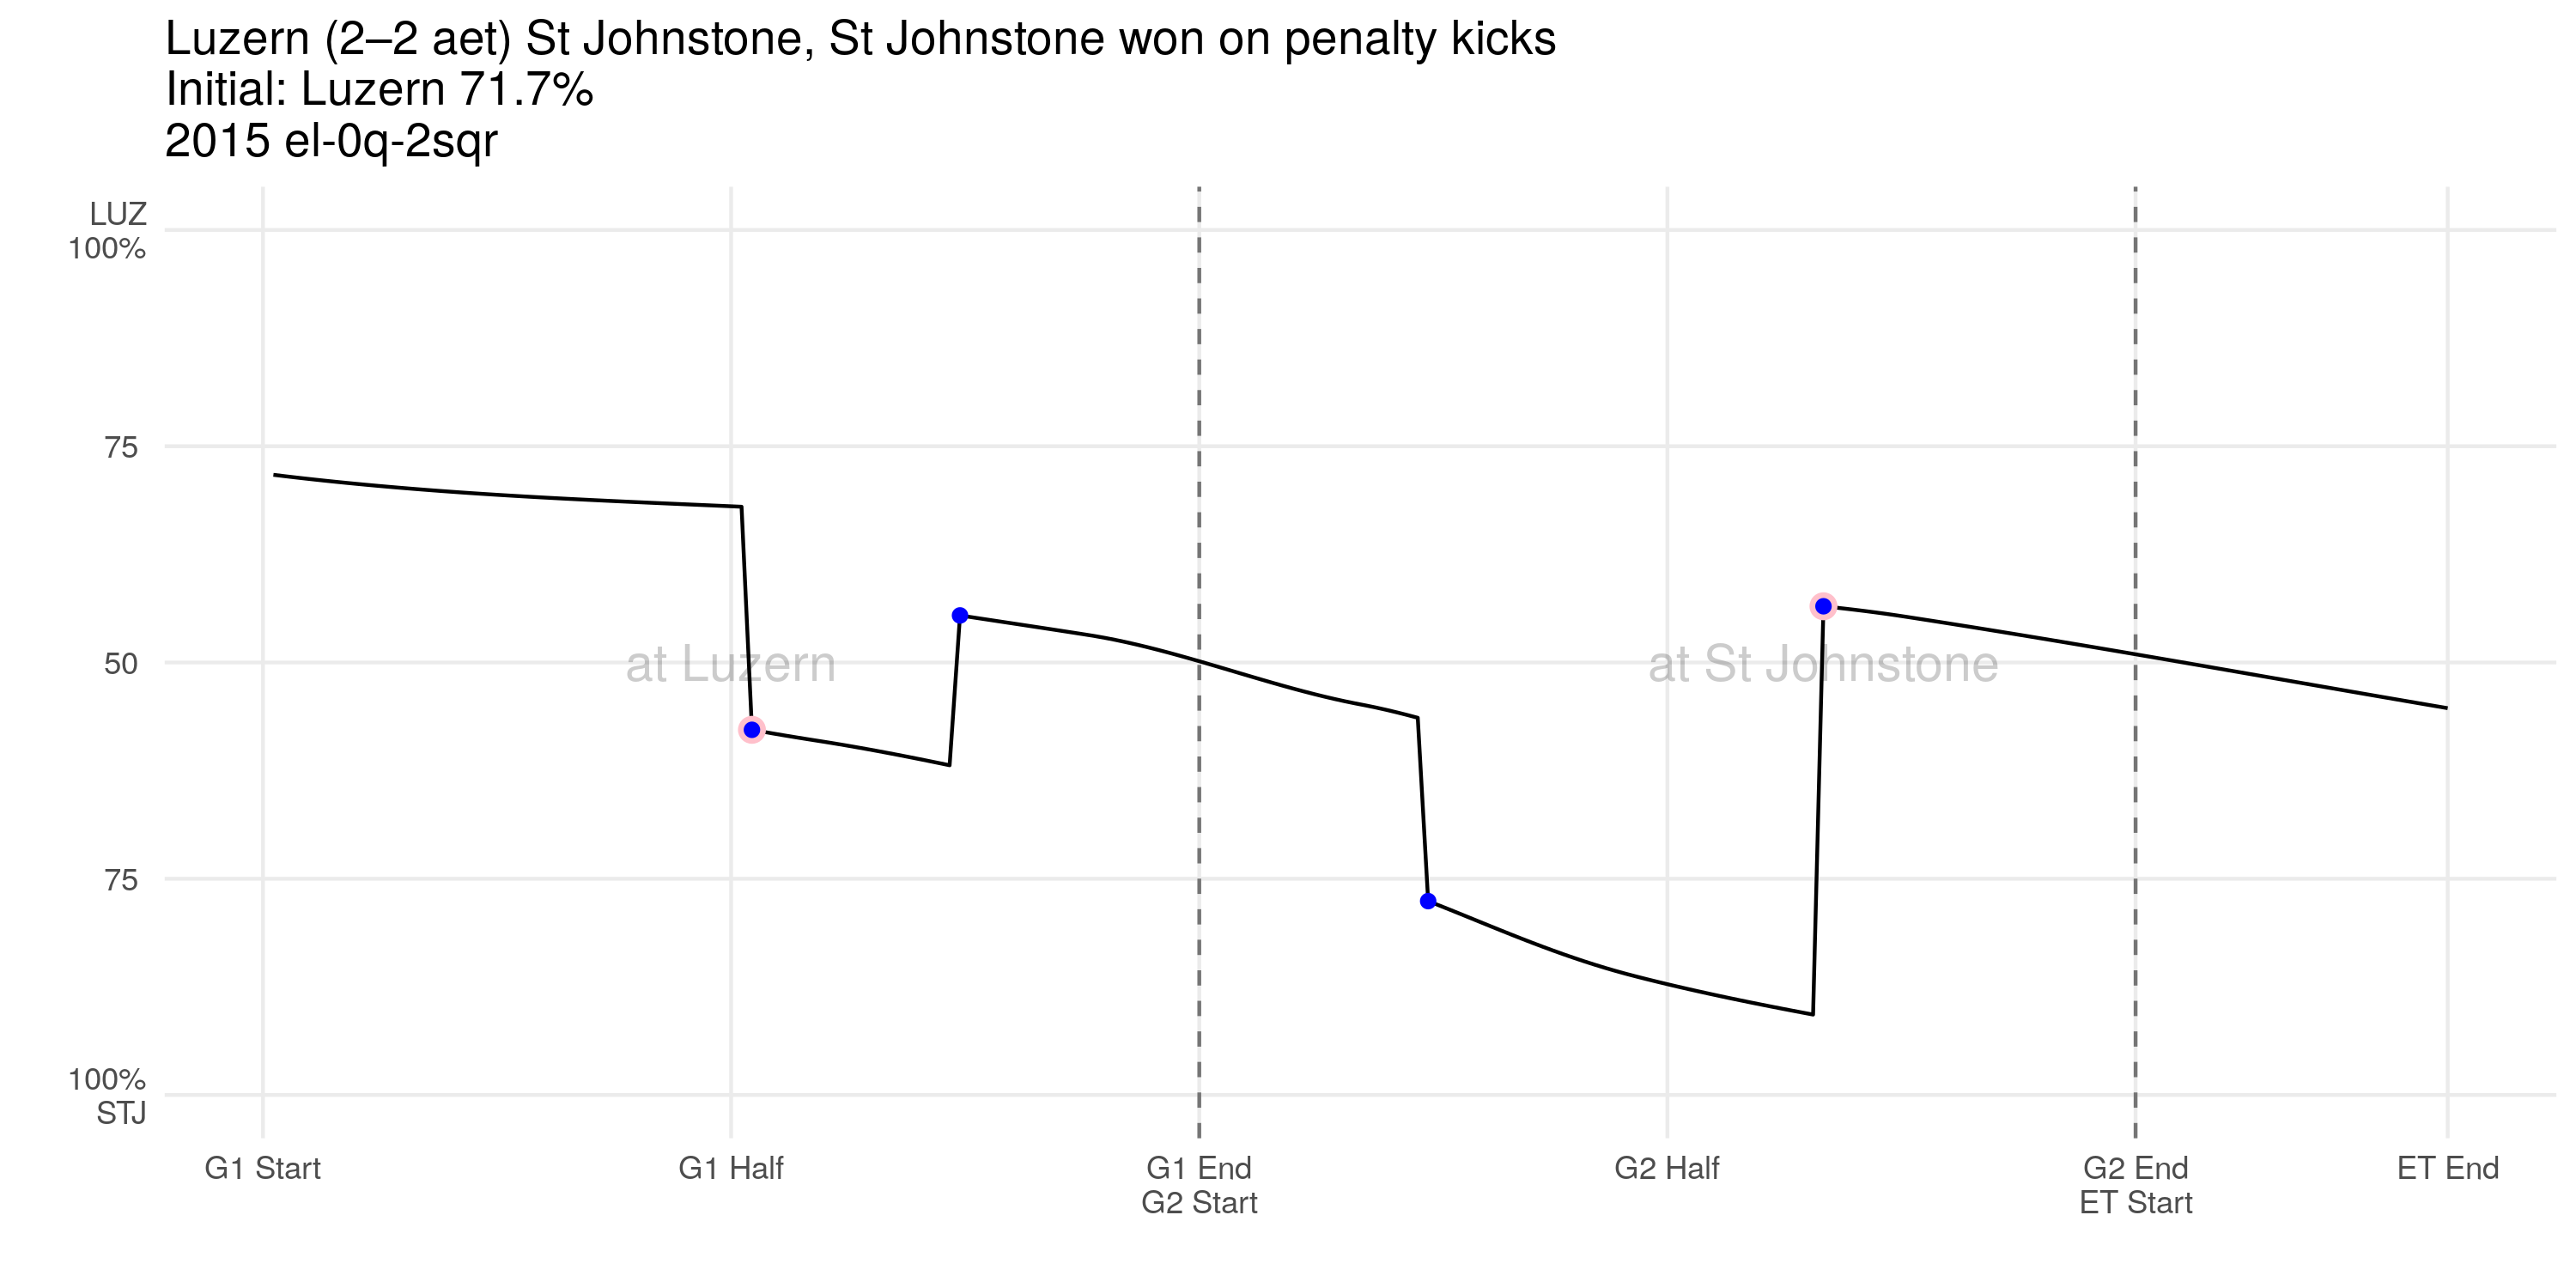 Luzern (2–2 aet) St Johnstone, St Johnstone won on penalty kicks
Initial: Luzern 71.7%
2015 el-0q-2sqr
LUZ
100%
75
50
75
100%
STJ
at Luzern
at St Johnstone
G1 Start
G1 Half
G1 End
G2 Start
G2 Half
G2 End
ET Start
ET End